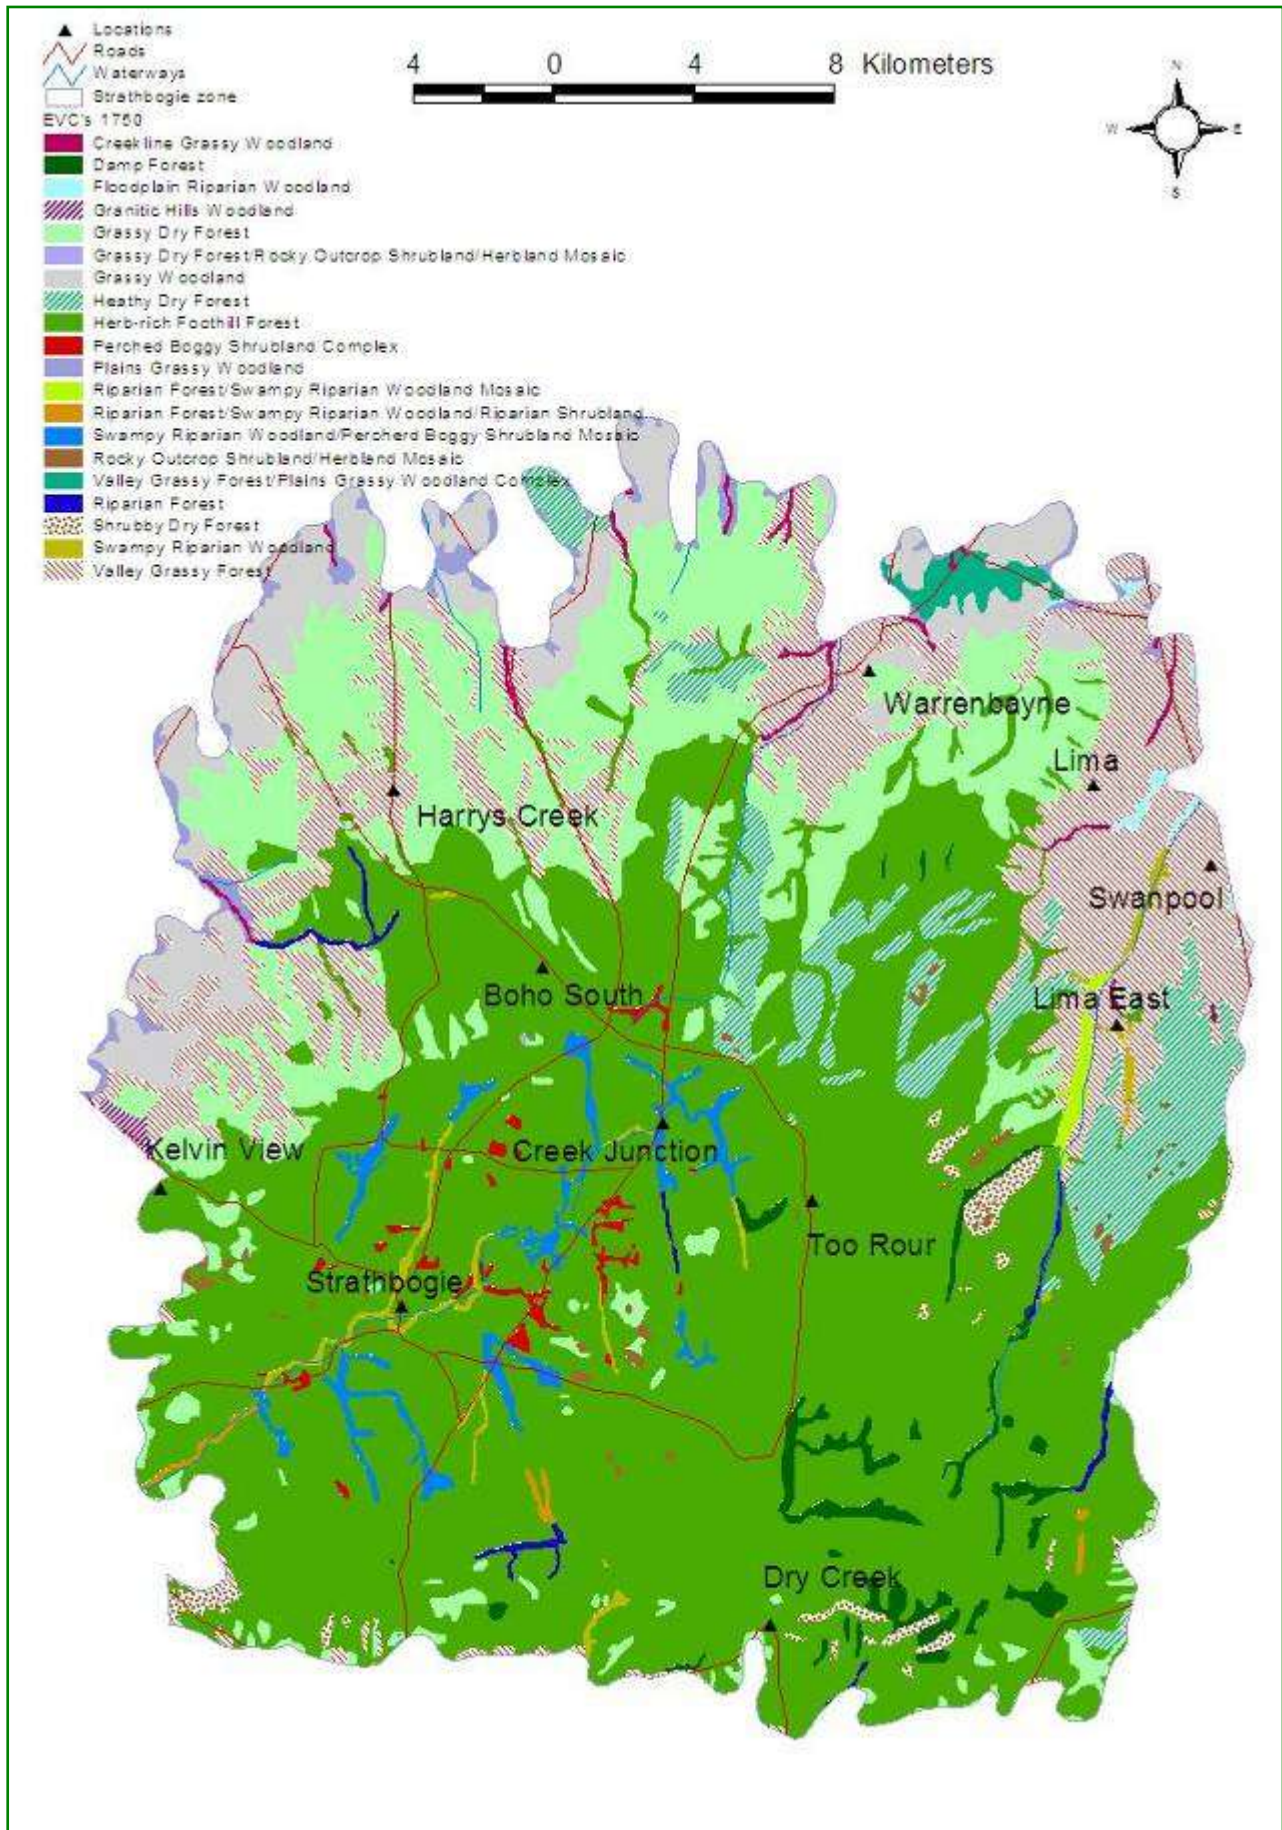 Locations
Roads
Waterways
Strathbogie zone
EVC's 1750
Creekline Grassy Woodland
Damp Forest
Floodplain Riparian Woodland
Granitic Hills Woodland
Grassy Dry Forest
Grassy Dry Forest/Rocky Outcrop Shrubland/Herbland Mosaic
Grassy Woodland
Heathy Dry Forest
Herb-rich Foothill Forest
Perched Boggy Shrubland Complex
Plains Grassy Woodland
Riparian Forest/Swampy Riparian Woodland Mosaic
Riparian Forest/Swampy Riparian Woodland/Riparian Shrubland
Swampy Riparian Woodland/Percherd Boggy Shrubland Mosaic
Rocky Outcrop Shrubland/Herbland Mosaic
Valley Grassy Forest/Plains Grassy Woodland Complex
Riparian Forest
Shrubby Dry Forest
Swampy Riparian Woodland
Valley Grassy Forest
4 0 4 8 Kilometers
N
W E
S
Warrenbayne
Lima
Harrys Creek
Swanpool
Boho South
Lima East
Kelvin View
Creek Junction
Too Rour
Strathbogie
Dry Creek